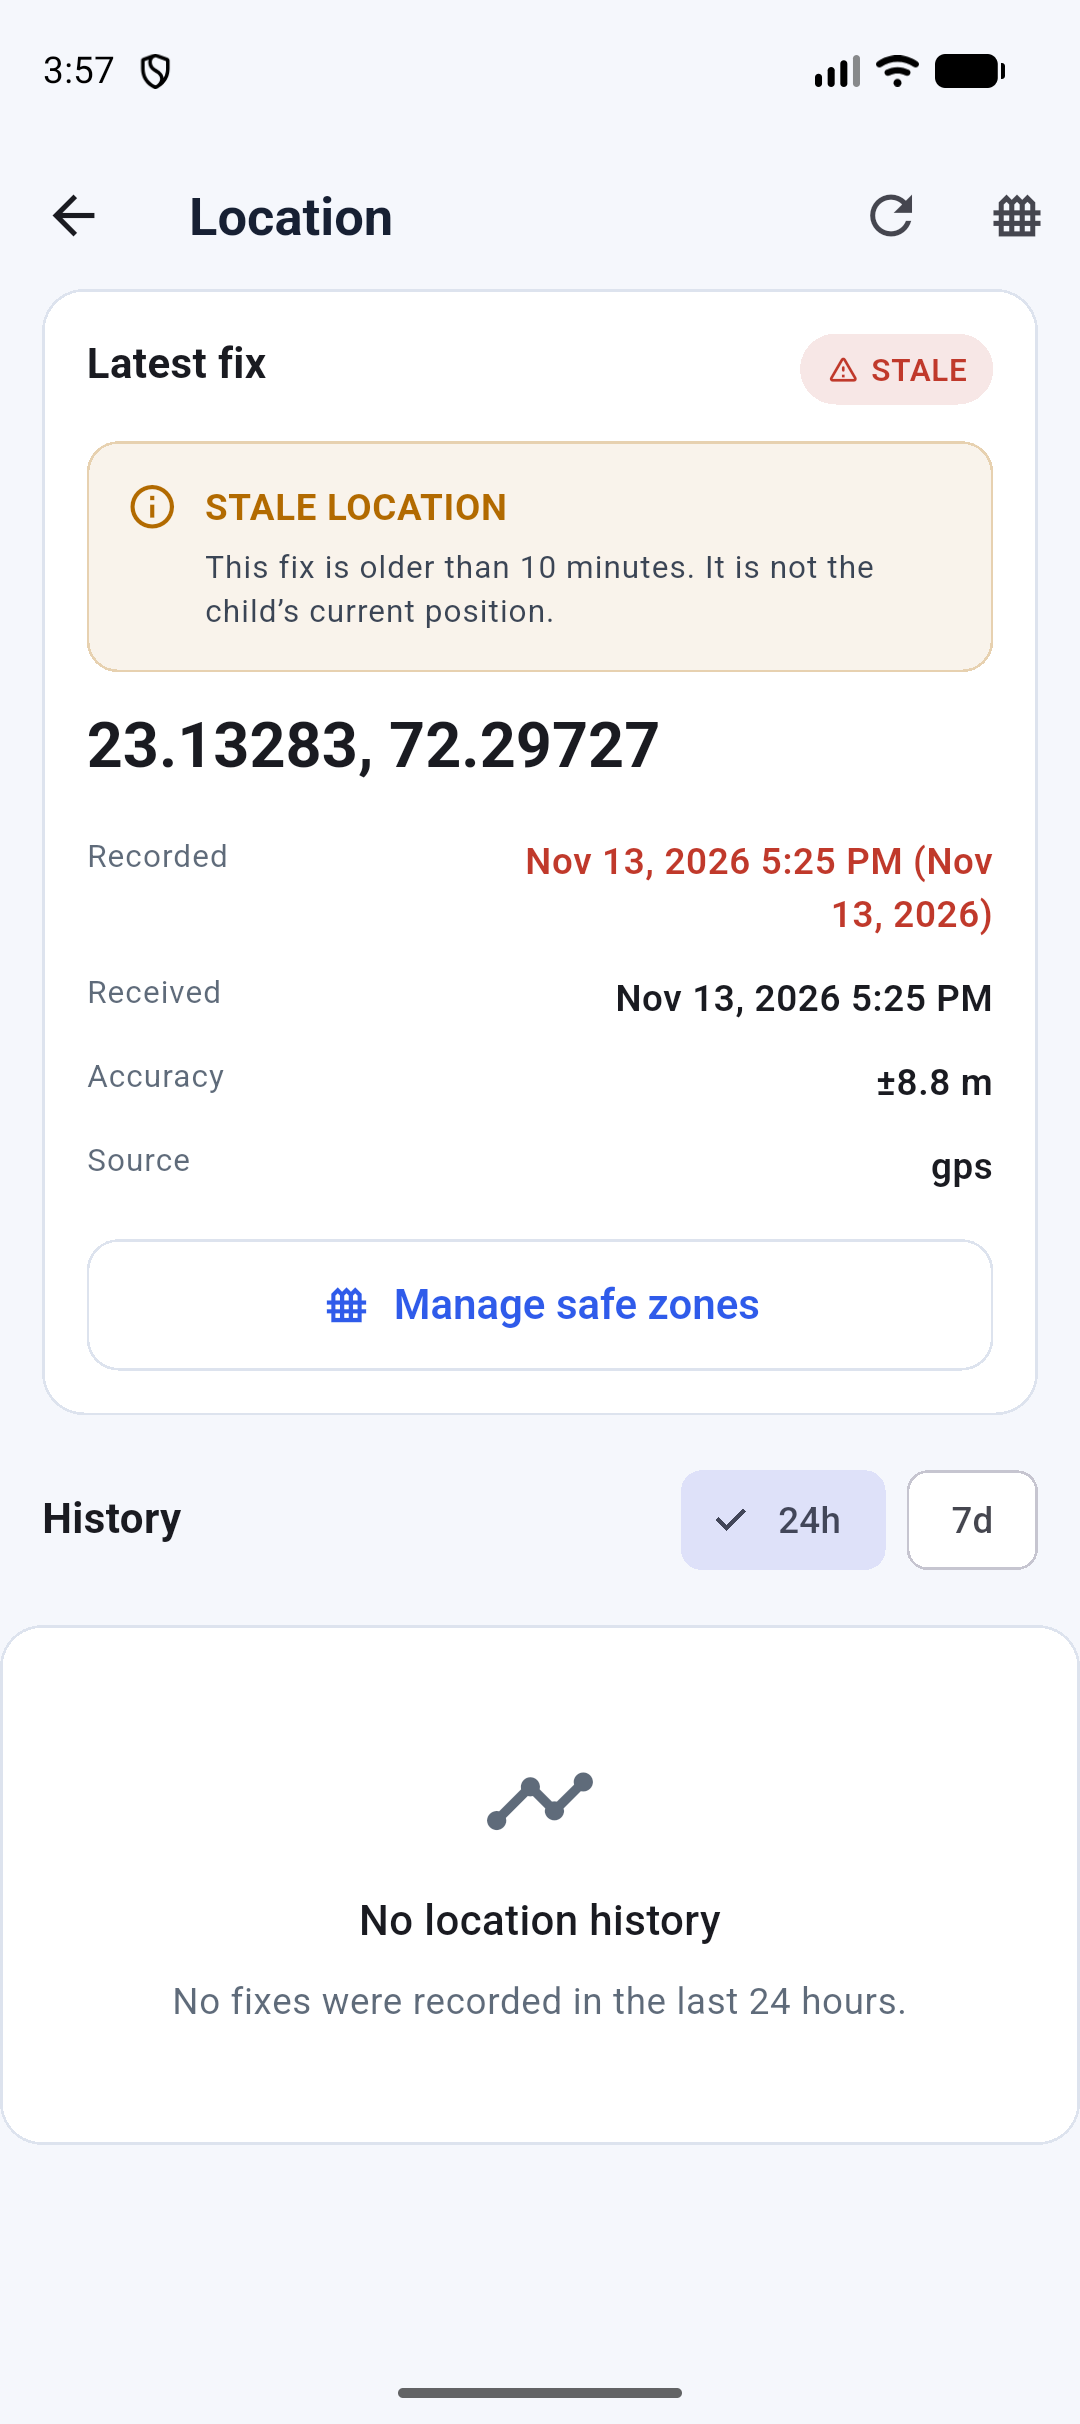 3:57
Location
Latest fix
STALE
STALE LOCATION
This fix is older than 10 minutes. It is not the
child’s current position.
23.13283, 72.29727
Recorded
Nov 13, 2026 5:25 PM (Nov
13, 2026)
Received
Nov 13, 2026 5:25 PM
Accuracy
±8.8 m
Source
gps
Manage safe zones
History
24h
7d
No location history
No fixes were recorded in the last 24 hours.